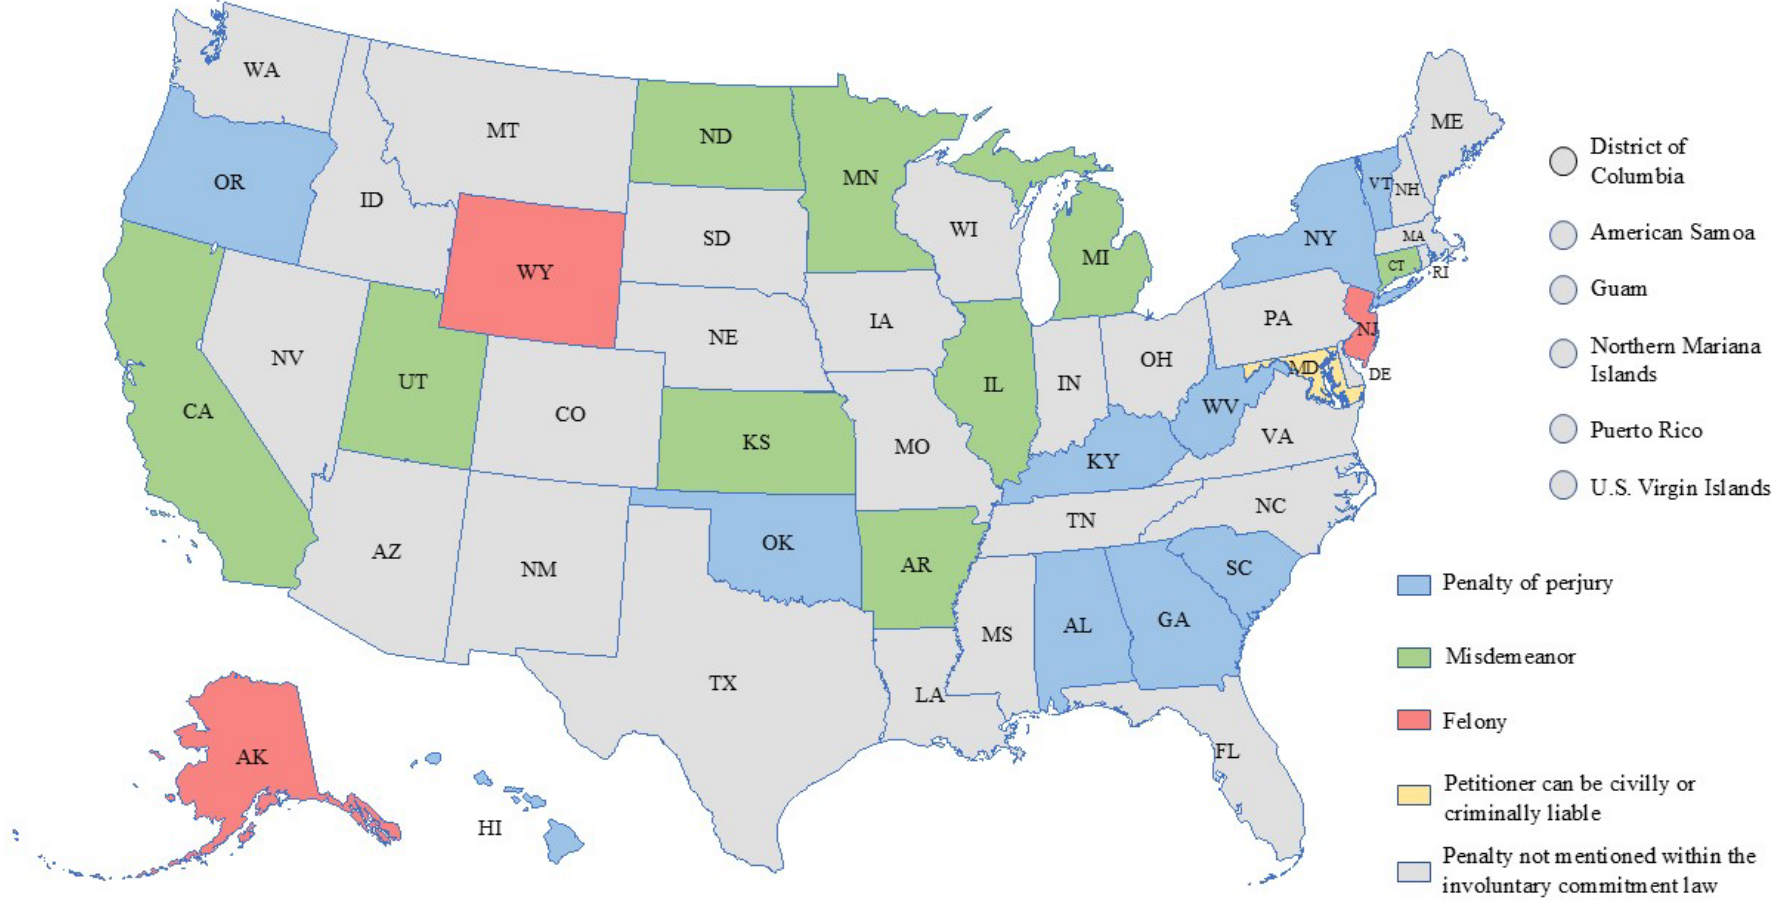 WA
MT
ND
MN
OR
ID
WY
SD
WI
MI
ME
VT
NH
NY
MA
CT
RI
NV
UT
CA
CO
NE
KS
IA
IL
IN
OH
PA
NJ
MD
DE
WV
VA
MO
KY
AZ
NM
OK
AR
TN
NC
SC
TX
LA
MS
AL
GA
FL
AK
HI
District of
Columbia
American Samoa
Guam
Northern Mariana
Islands
Puerto Rico
U.S. Virgin Islands
Penalty of perjury
Misdemeanor
Felony
Petitioner can be civilly or
criminally liable
Penalty not mentioned within the
involuntary commitment law